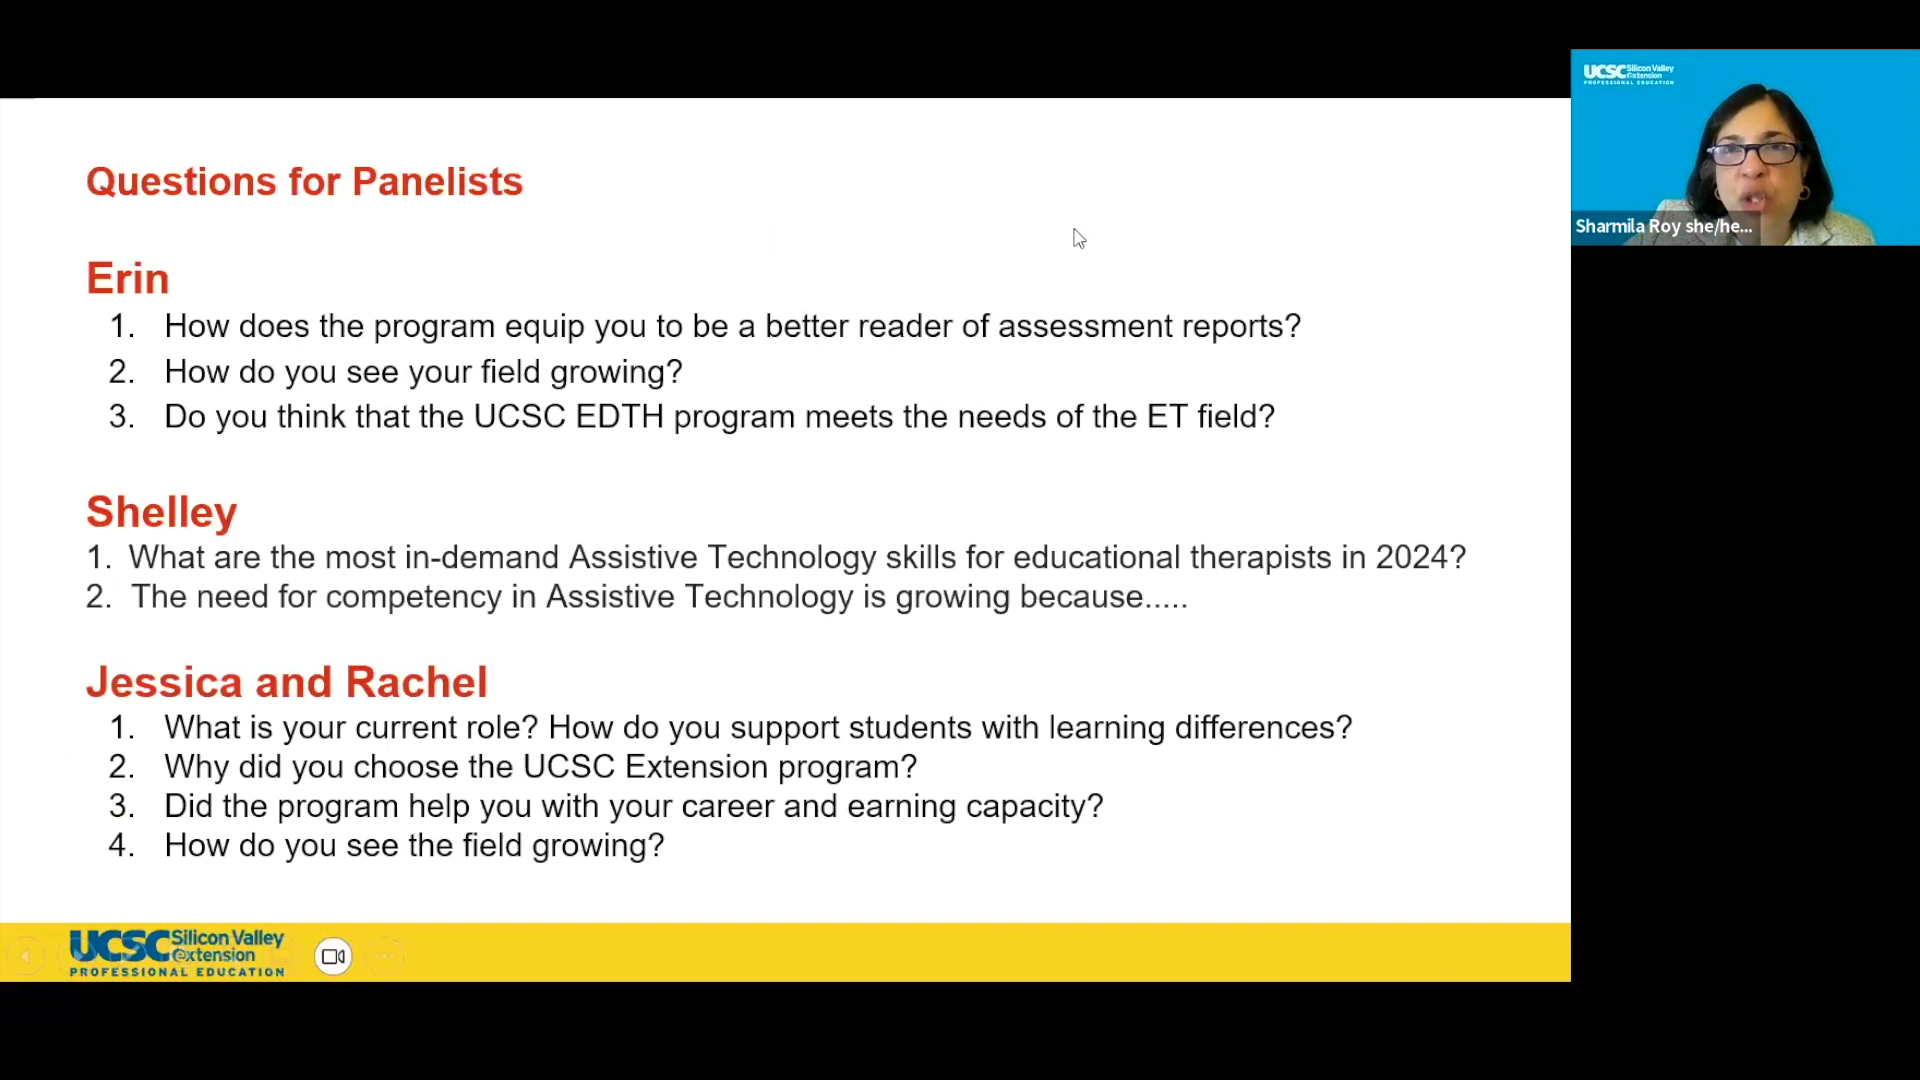 Questions for Panelists
Erin
1. How does the program equip you to be a better reader of assessment reports?
2. How do you see your field growing?
3. Do you think that the UCSC EDTH program meets the needs of the ET field?
Shelley
1. What are the most in-demand Assistive Technology skills for educational therapists in 2024?
2. The need for competency in Assistive Technology is growing because.....
Jessica and Rachel
1. What is your current role? How do you support students with learning differences?
2. Why did you choose the UCSC Extension program?
3. Did the program help you with your career and earning capacity?
4. How do you see the field growing?
UCSC Silicon Valley
Extension
PROFESSIONAL EDUCATION
UCSC Silicon Valley
Extension
PROFESSIONAL EDUCATION
Sharmila Roy she/he...